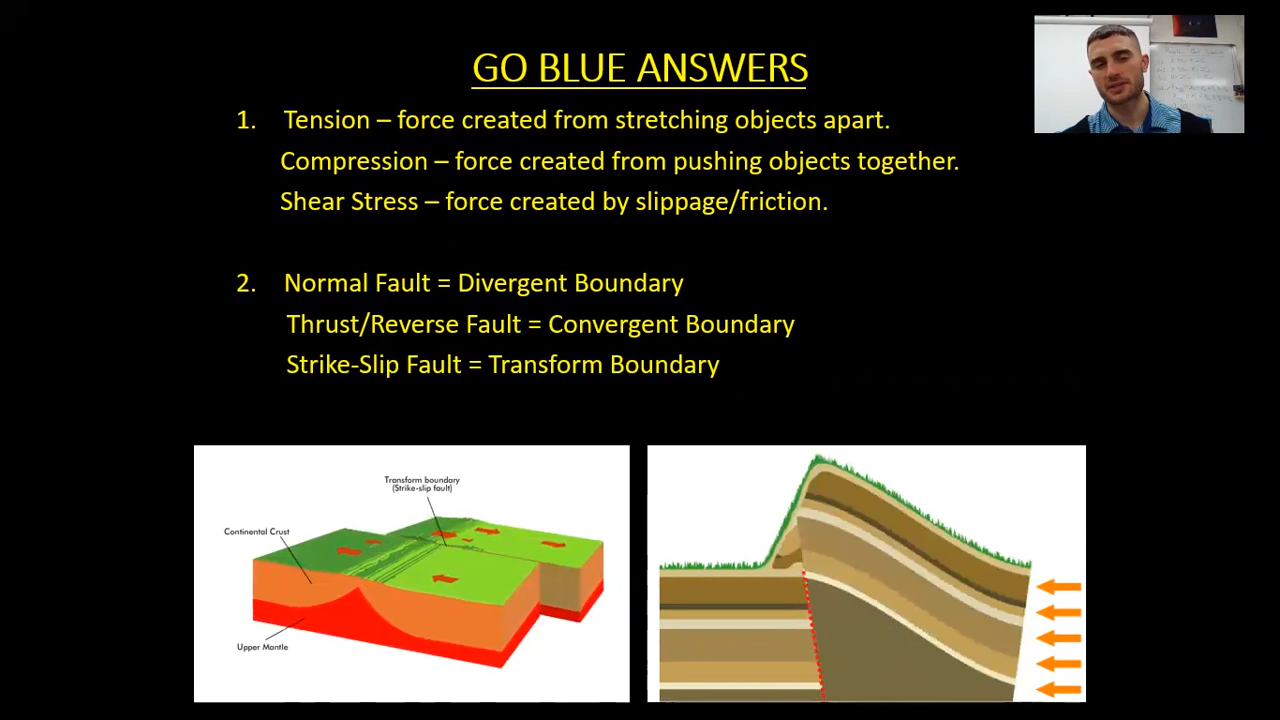 GO BLUE ANSWERS
1. Tension – force created from stretching objects apart.
Compression – force created from pushing objects together.
Shear Stress – force created by slippage/friction.
2. Normal Fault = Divergent Boundary
Thrust/Reverse Fault = Convergent Boundary
Strike-Slip Fault = Transform Boundary
Transform boundary
(Strike-slip fault)
Continental Crust
Upper Mantle